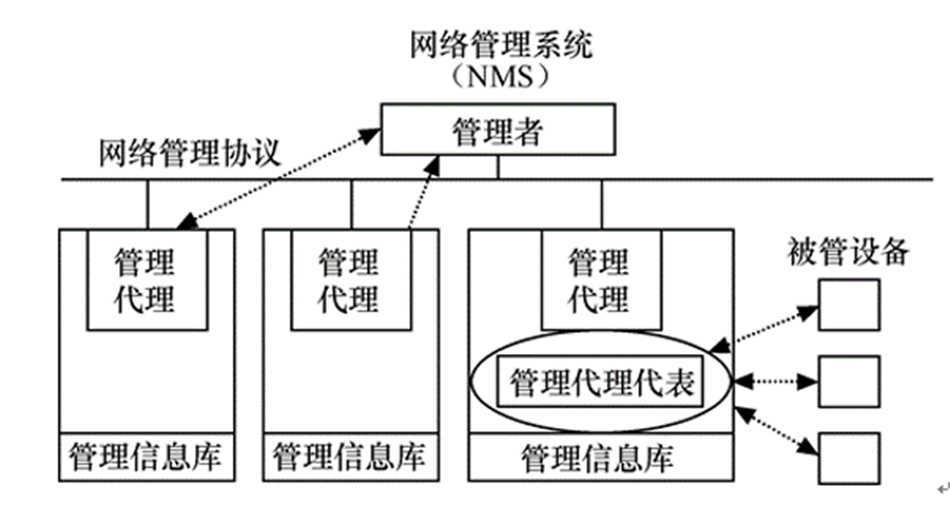 网络管理系统
（NMS）
管理者
网络管理协议
管理
代理
管理
代理
管理
代理
被管设备
管理代理代表
管理信息库
管理信息库
管理信息库